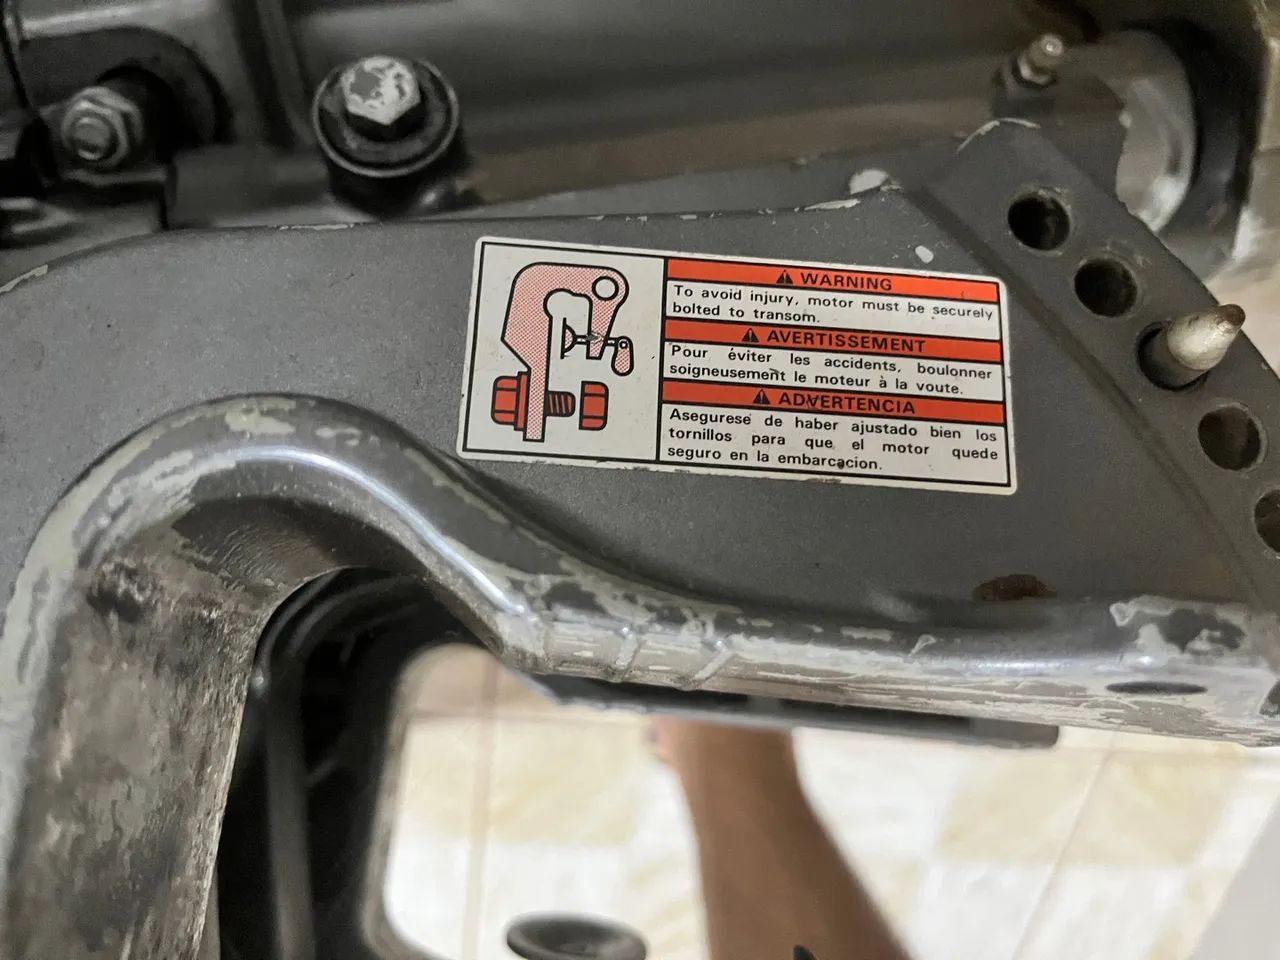 WARNING
To avoid injury, motor must be securely
bolted to transom.
AVERTISSEMENT
Pour éviter les accidents, boulonner
soigneusement le moteur à la voute.
ADVERTENCIA
Asegurese de haber ajustado bien los
tornillos para que el motor quede
seguro en la embarcacion.